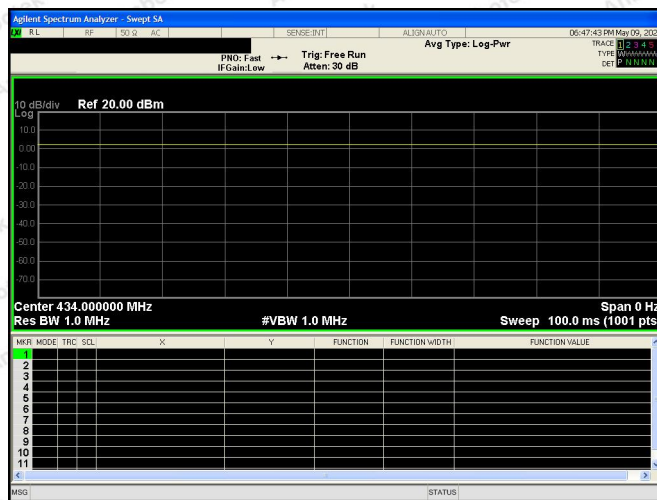 Agilent Spectrum Analyzer - Swept SA
LXI RL RF 50 Ω AC SENSE:INT ALIGN AUTO 06:47:43 PM May 09, 202
Avg Type: Log-Pwr TRACE 1 2 3 4 5
PNO: Fast Trig: Free Run TYPE
IFGain:Low Atten: 30 dB DET P N N N N
10 dB/div Ref 20.00 dBm
Log
10.0
0.00
-10.0
-20.0
-30.0
-40.0
-50.0
-60.0
-70.0
Center 434.000000 MHz Span 0 Hz
Res BW 1.0 MHz #VBW 1.0 MHz Sweep 100.0 ms (1001 pts
MKR MODE TRC SCL X Y FUNCTION FUNCTION WIDTH FUNCTION VALUE
1
2
3
4
5
6
7
8
9
10
11
MSG STATUS